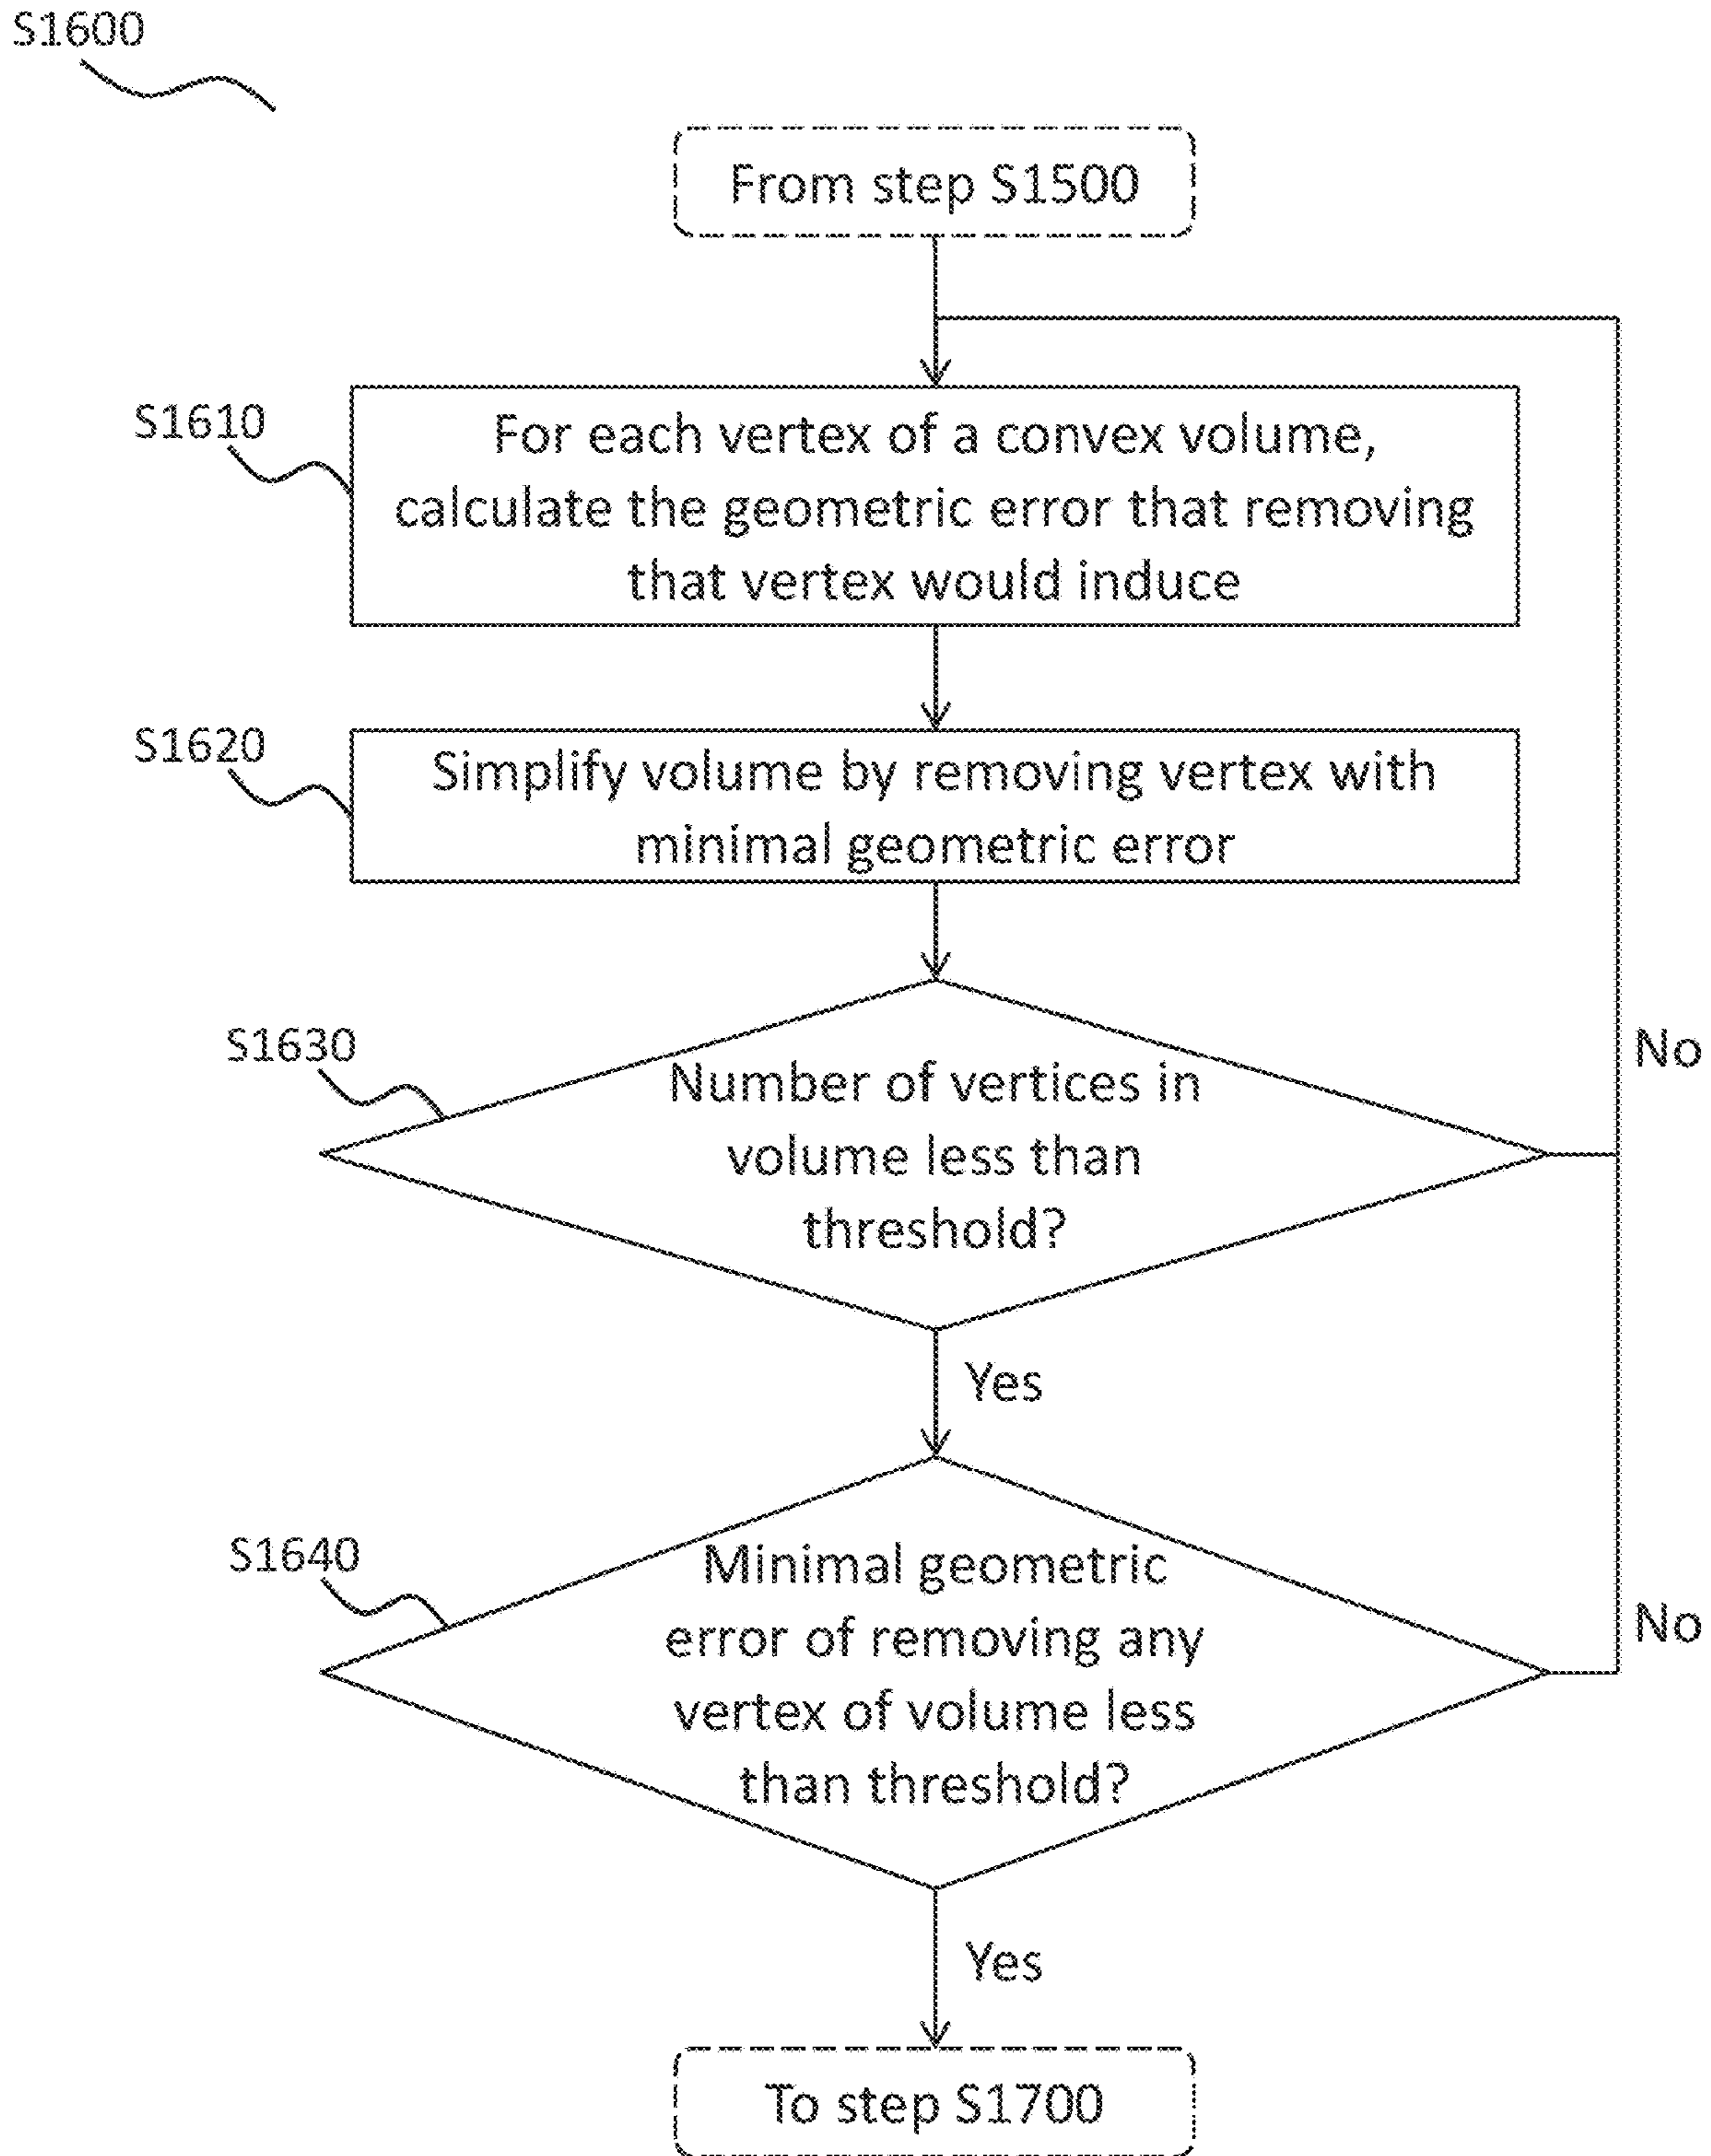 S1600
From step S1500
S1610
For each vertex of a convex volume,
calculate the geometric error that removing
that vertex would induce
S1620
Simplify volume by removing vertex with
minimal geometric error
S1630
Number of vertices in
volume less than
threshold?
No
Yes
S1640
Minimal geometric
error of removing any
vertex of volume less
than threshold?
No
Yes
To step S1700